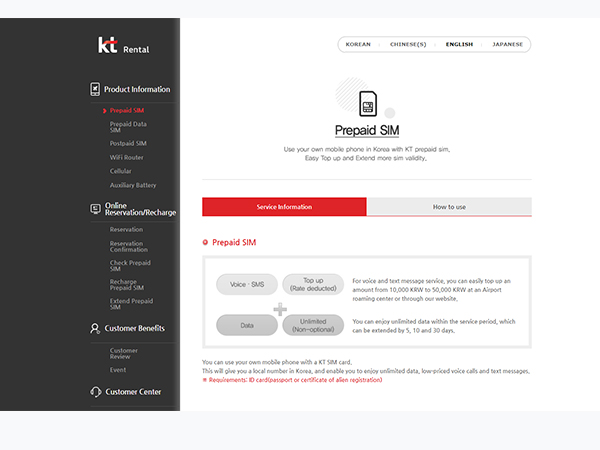 kt Rental
KOREAN
CHINESE(S)
ENGLISH
JAPANESE
Product Information
Prepaid SIM
Prepaid Data
SIM
Postpaid SIM
WiFi Router
Cellular
Auxiliary Battery
Online
Reservation/Recharge
Reservation
Reservation
Confirmation
Check Prepaid
SIM
Recharge
Prepaid SIM
Extend Prepaid
SIM
Customer Benefits
Customer
Review
Event
Customer Center
Prepaid SIM
Use your own mobile phone in Korea with KT prepaid sim.
Easy Top up and Extend more sim validity.
Service Information
How to use
Prepaid SIM
Voice · SMS
Top up
(Rate deducted)
For voice and text message service, you can easily top up an
amount from 10,000 KRW to 50,000 KRW at an Airport
roaming center or through our website.
Data
Unlimited
(Non-optional)
You can enjoy unlimited data within the service period, which
can be extended by 5, 10 and 30 days.
You can use your own mobile phone with a KT SIM card.
This will give you a local number in Korea, and enable you to enjoy unlimited data, low-priced voice calls and text messages.
※ Requirements: ID card(passport or certificate of alien registration)